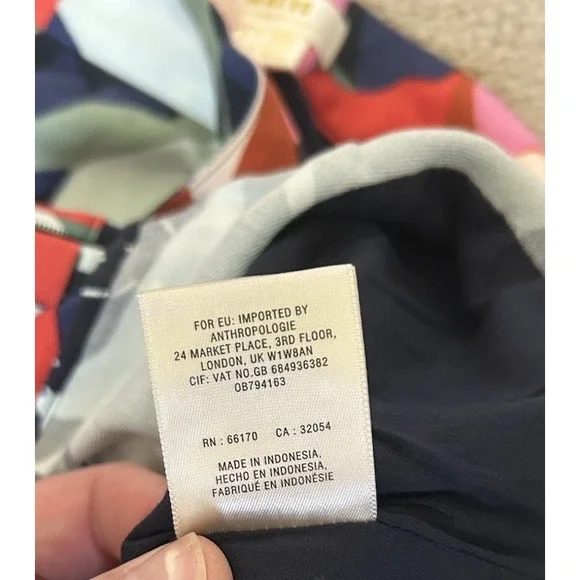 FOR EU: IMPORTED BY
ANTHROPOLOGIE
24 MARKET PLACE, 3RD FLOOR,
LONDON, UK W1W8AN
CIF: VAT NO.GB 684936382
OB794163
RN : 66170 CA : 32054
MADE IN INDONESIA,
HECHO EN INDONESIA,
FABRIQUÉ EN INDONÉSIE